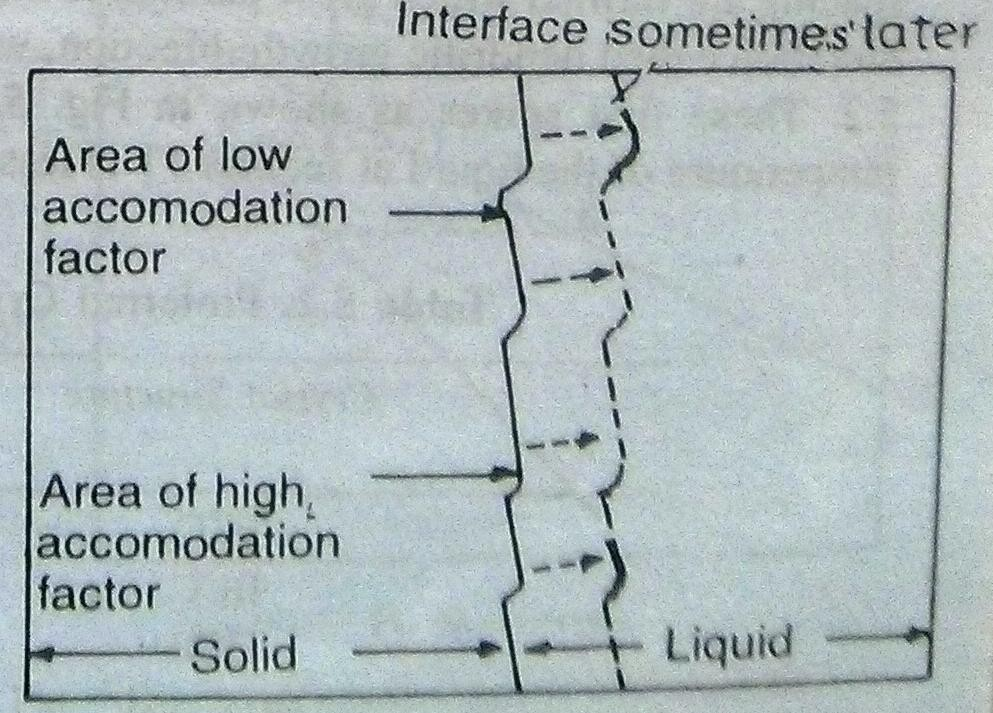 Interface sometimes later
Area of low
accomodation
factor
Area of high
accomodation
factor
Solid
Liquid